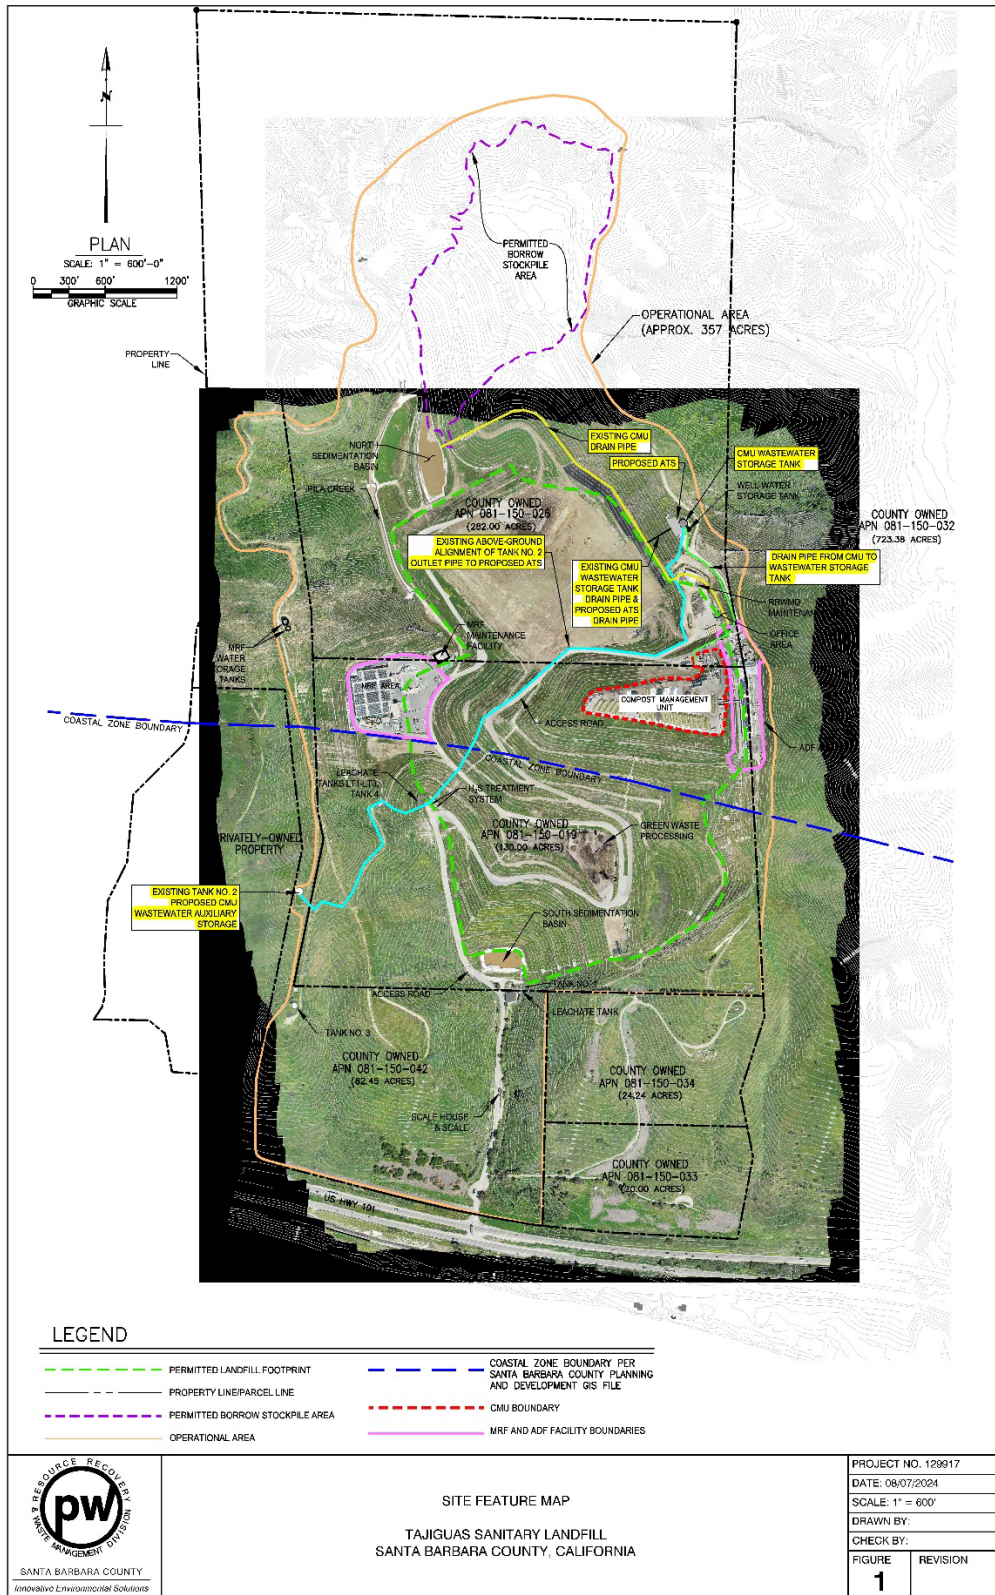 N
PLAN
SCALE: 1" = 600'-0"
0 300' 600' 1200'
GRAPHIC SCALE
PROPERTY
LINE
PERMITTED
BORROW
STOCKPILE
AREA
OPERATIONAL AREA
(APPROX. 357 ACRES)
NORTH
SEDIMENTATION
BASIN
PILA CREEK
EXISTING CMU
DRAIN PIPE
PROPOSED ATS
CMU WASTEWATER
STORAGE TANK
WELL WATER
STORAGE TANK
COUNTY OWNED
APN 081-150-026
(282.00 ACRES)
COUNTY OWNED
APN 081-150-032
(723.38 ACRES)
EXISTING ABOVE-GROUND
ALIGNMENT OF TANK NO. 2
OUTLET PIPE TO PROPOSED ATS
EXISTING CMU
WASTEWATER
STORAGE TANK
DRAIN PIPE &
PROPOSED ATS
DRAIN PIPE
DRAIN PIPE FROM CMU TO
WASTEWATER STORAGE
TANK
RRWMD
MAINTENAN
OFFICE
AREA
MRF
MAINTENANCE
FACILITY
MRF
WATER
STORAGE
TANKS
MRF AREA
COMPOST MANAGEMENT
UNIT
ACCESS ROAD
ADF
COASTAL ZONE BOUNDARY
COASTAL ZONE BOUNDARY
LEACHATE
TANKS LT1-LT3,
TANK 4
H2S TREATMENT
SYSTEM
COUNTY OWNED
APN 081-150-019
(130.00 ACRES)
GREEN WASTE
PROCESSING
PRIVATELY-OWNED
PROPERTY
EXISTING TANK NO. 2
PROPOSED CMU
WASTEWATER AUXILIARY
STORAGE
SOUTH SEDIMENTATION
BASIN
ACCESS ROAD
TANK NO. 1
LEACHATE TANK
TANK NO. 3
COUNTY OWNED
APN 081-150-042
(82.45 ACRES)
COUNTY OWNED
APN 081-150-034
(24.24 ACRES)
SCALE HOUSE
& SCALE
COUNTY OWNED
APN 081-150-033
(20.00 ACRES)
US HWY 101
LEGEND
PERMITTED LANDFILL FOOTPRINT
PROPERTY LINE/PARCEL LINE
PERMITTED BORROW STOCKPILE AREA
OPERATIONAL AREA
COASTAL ZONE BOUNDARY PER
SANTA BARBARA COUNTY PLANNING
AND DEVELOPMENT GIS FILE
CMU BOUNDARY
MRF AND ADF FACILITY BOUNDARIES
RESOURCE RECOVERY
& WASTE MANAGEMENT DIVISION
pw
SANTA BARBARA COUNTY
Innovative Environmental Solutions
SITE FEATURE MAP
TAJIGUAS SANITARY LANDFILL
SANTA BARBARA COUNTY, CALIFORNIA
PROJECT NO. 129917
DATE: 08/07/2024
SCALE: 1" = 600'
DRAWN BY:
CHECK BY:
FIGURE
1
REVISION